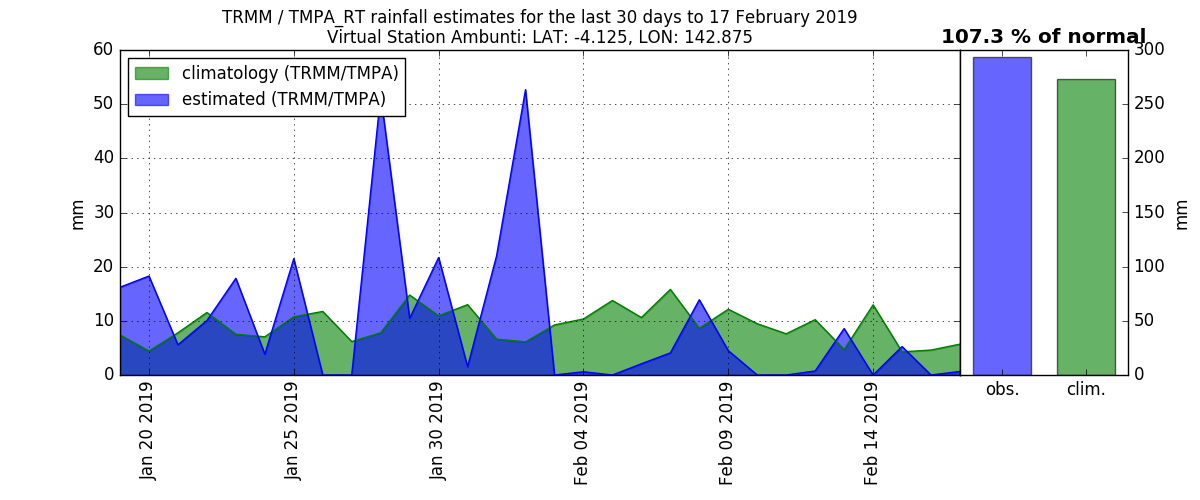 TRMM / TMPA_RT rainfall estimates for the last 30 days to 17 February 2019
Virtual Station Ambunti: LAT: -4.125, LON: 142.875
107.3 % of normal
climatology (TRMM/TMPA)
estimated (TRMM/TMPA)
60
50
40
30
20
10
0
mm
300
250
200
150
100
50
0
mm
Jan 20 2019
Jan 25 2019
Jan 30 2019
Feb 04 2019
Feb 09 2019
Feb 14 2019
obs.
clim.